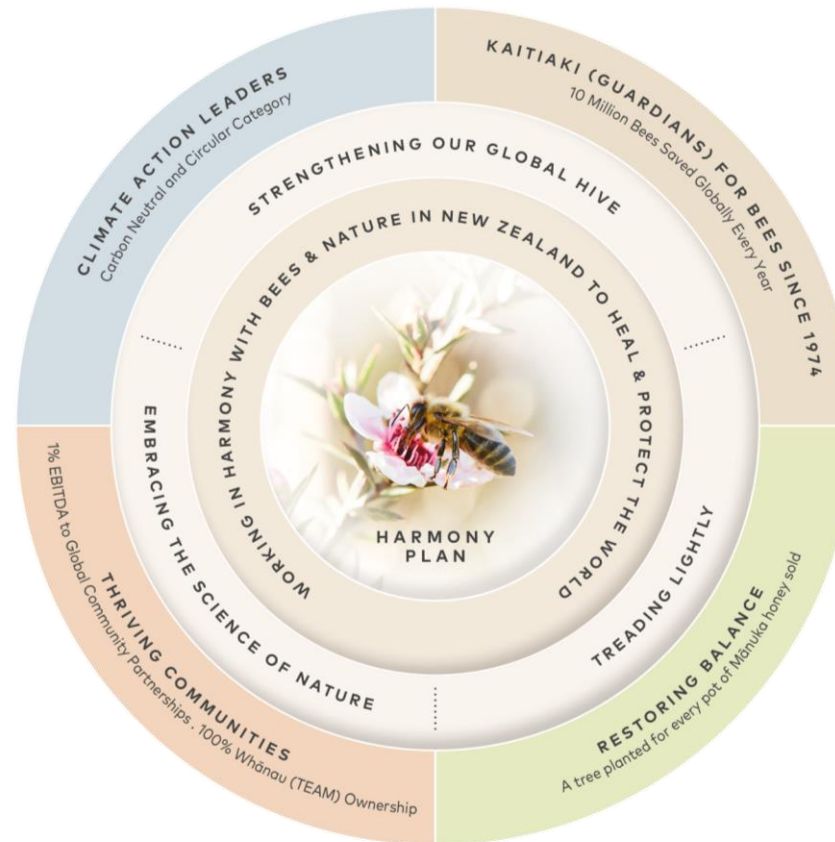 CLIMATE ACTION LEADERS
Carbon Neutral and Circular Category
KAITIAKI (GUARDIANS) FOR BEES SINCE 1974
10 Million Bees Saved Globally Every Year
STRENGTHENING OUR GLOBAL HIVE
WORKING IN HARMONY WITH BEES & NATURE IN NEW ZEALAND TO HEAL & PROTECT THE WORLD
HARMONY
PLAN
EMBRACING THE SCIENCE OF NATURE
TREADING LIGHTLY
THRIVING COMMUNITIES
1% EBITDA to Global Community Partnerships . 100% Whānau (TEAM) Ownership
RESTORING BALANCE
A tree planted for every pot of Mānuka honey sold